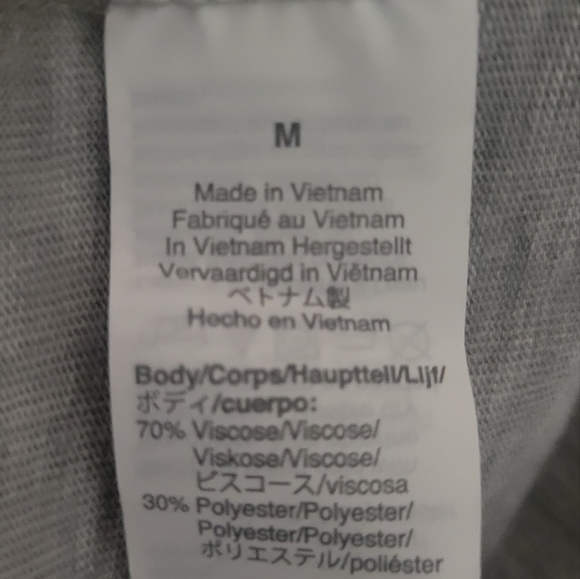 M
Made in Vietnam
Fabriqué au Vietnam
In Vietnam Hergestellt
Vervaardigd in Viëtnam
ベトナム製
Hecho en Vietnam
Body/Corps/Hauptteil/Lijf/
ボディ/cuerpo:
70% Viscose/Viscose/
Viskose/Viscose/
ビスコース/viscosa
30% Polyester/Polyester/
Polyester/Polyester/
ポリエステル/poliéster